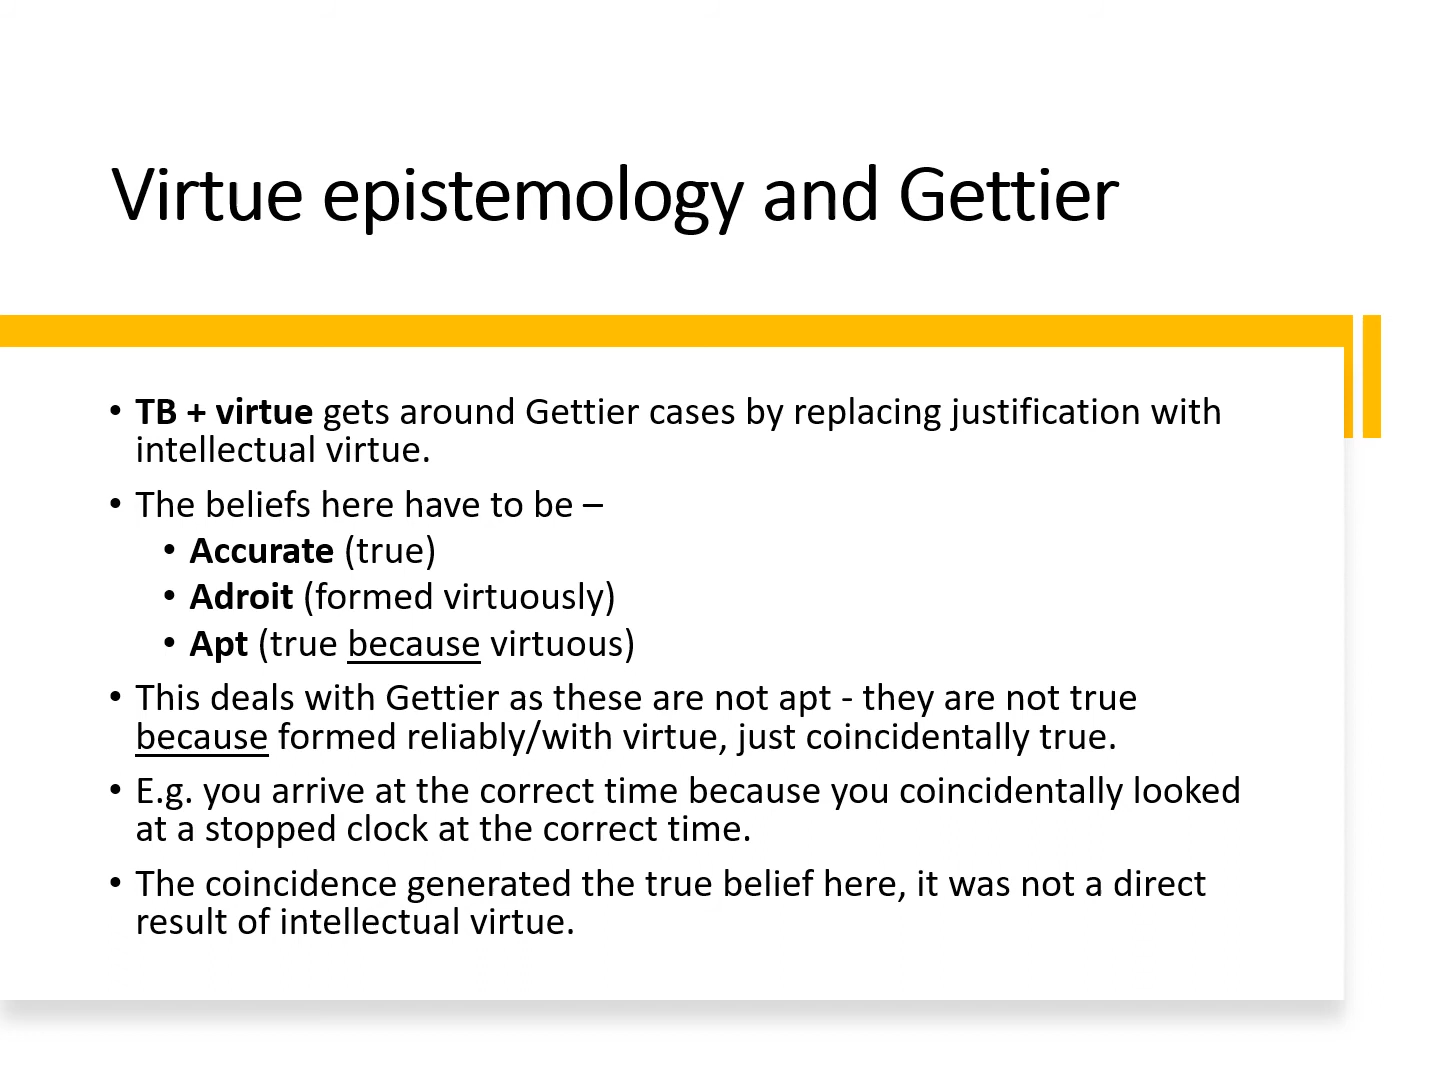 Virtue epistemology and Gettier
• TB + virtue gets around Gettier cases by replacing justification with
intellectual virtue.
• The beliefs here have to be –
• Accurate (true)
• Adroit (formed virtuously)
• Apt (true because virtuous)
• This deals with Gettier as these are not apt - they are not true
because formed reliably/with virtue, just coincidentally true.
• E.g. you arrive at the correct time because you coincidentally looked
at a stopped clock at the correct time.
• The coincidence generated the true belief here, it was not a direct
result of intellectual virtue.